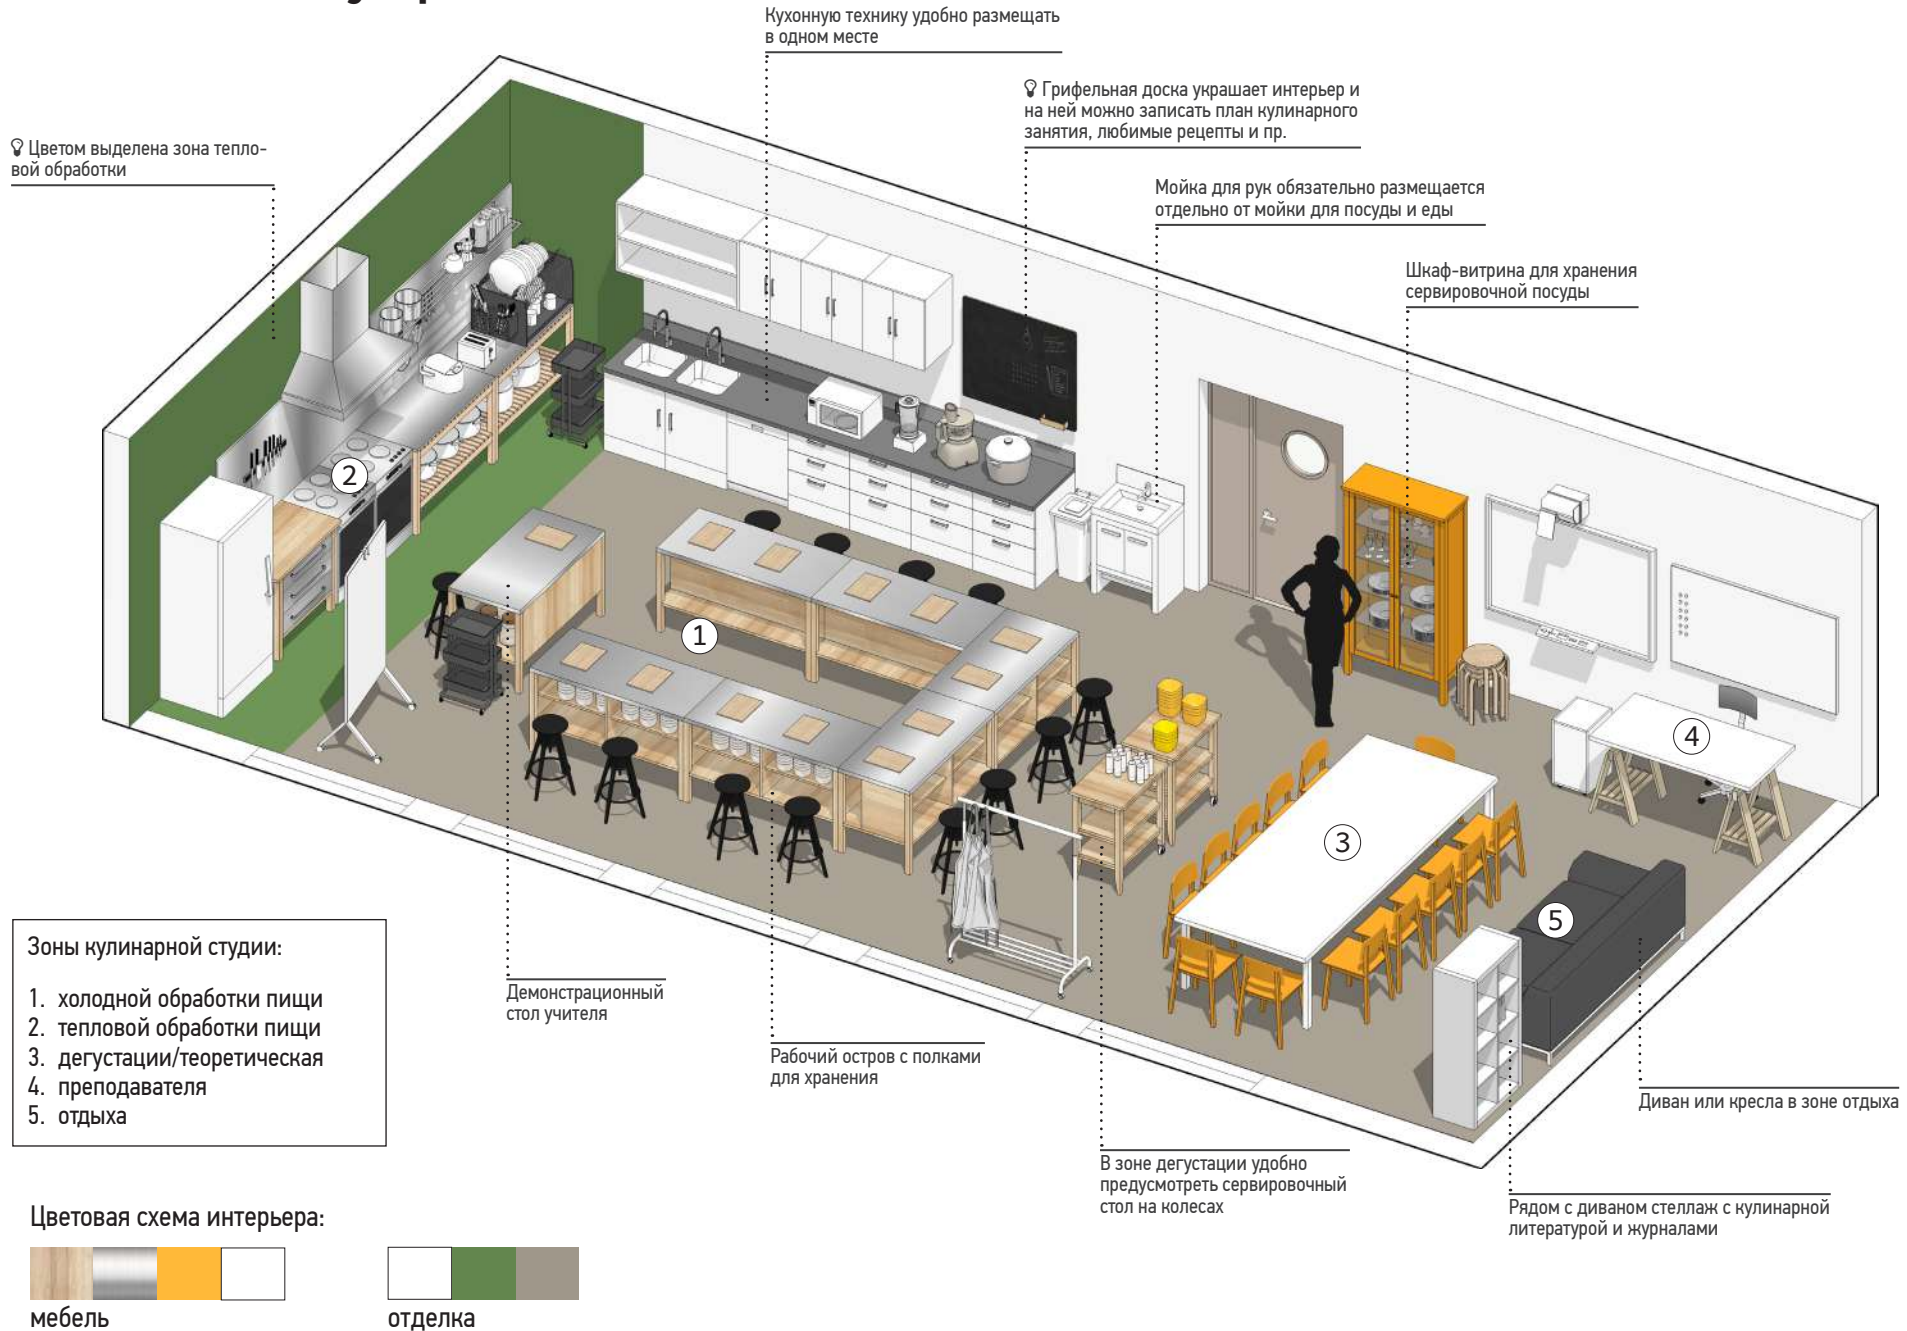 Кухонную технику удобно размещать
в одном месте
Грифельная доска украшает интерьер и
на ней можно записать план кулинарного
занятия, любимые рецепты и пр.
Цветом выделена зона тепло-
вой обработки
Мойка для рук обязательно размещается
отдельно от мойки для посуды и еды
Шкаф-витрина для хранения
сервировочной посуды
2
1
4
3
5
Зоны кулинарной студии:
1. холодной обработки пищи
2. тепловой обработки пищи
3. дегустации/теоретическая
4. преподавателя
5. отдыха
Демонстрационный
стол учителя
Рабочий остров с полками
для хранения
Диван или кресла в зоне отдыха
В зоне дегустации удобно
предусмотреть сервировочный
стол на колесах
Рядом с диваном стеллаж с кулинарной
литературой и журналами
Цветовая схема интерьера:
мебель
отделка